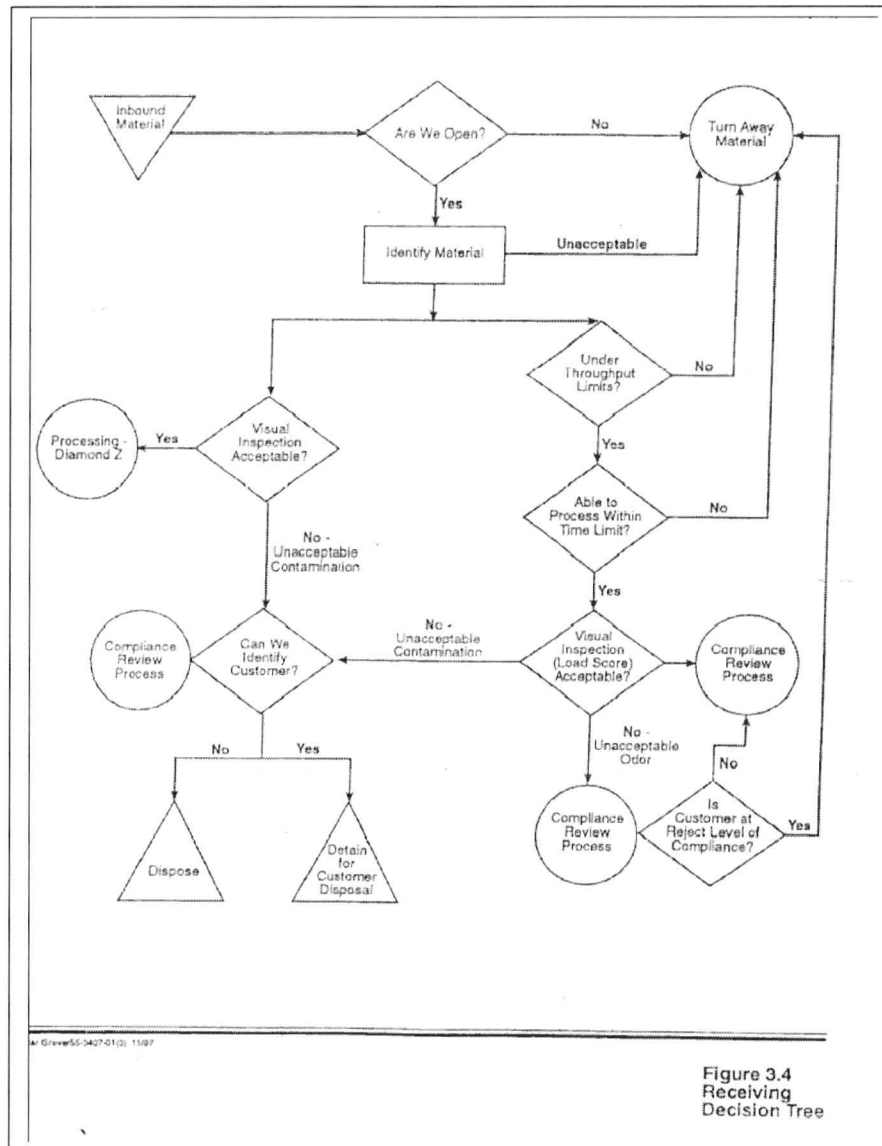 Inbound
Material
Are We Open?
No
Turn Away
Material
Yes
Identify Material
Unacceptable
Under
Throughput
Limits?
No
Yes
Visual
Inspection
Acceptable?
Yes
Processing -
Diamond Z
Able to
Process Within
Time Limit?
No
Yes
No -
Unacceptable
Contamination
Compliance
Review
Process
Can We
Identify
Customer?
No -
Unacceptable
Contamination
Visual
Inspection
(Load Score)
Acceptable?
Compliance
Review
Process
No
Yes
No -
Unacceptable
Odor
No
Compliance
Review
Process
Is
Customer at
Reject Level of
Compliance?
Yes
Dispose
Detain
for
Customer
Disposal
11/97
Figure 3.4
Receiving
Decision Tree